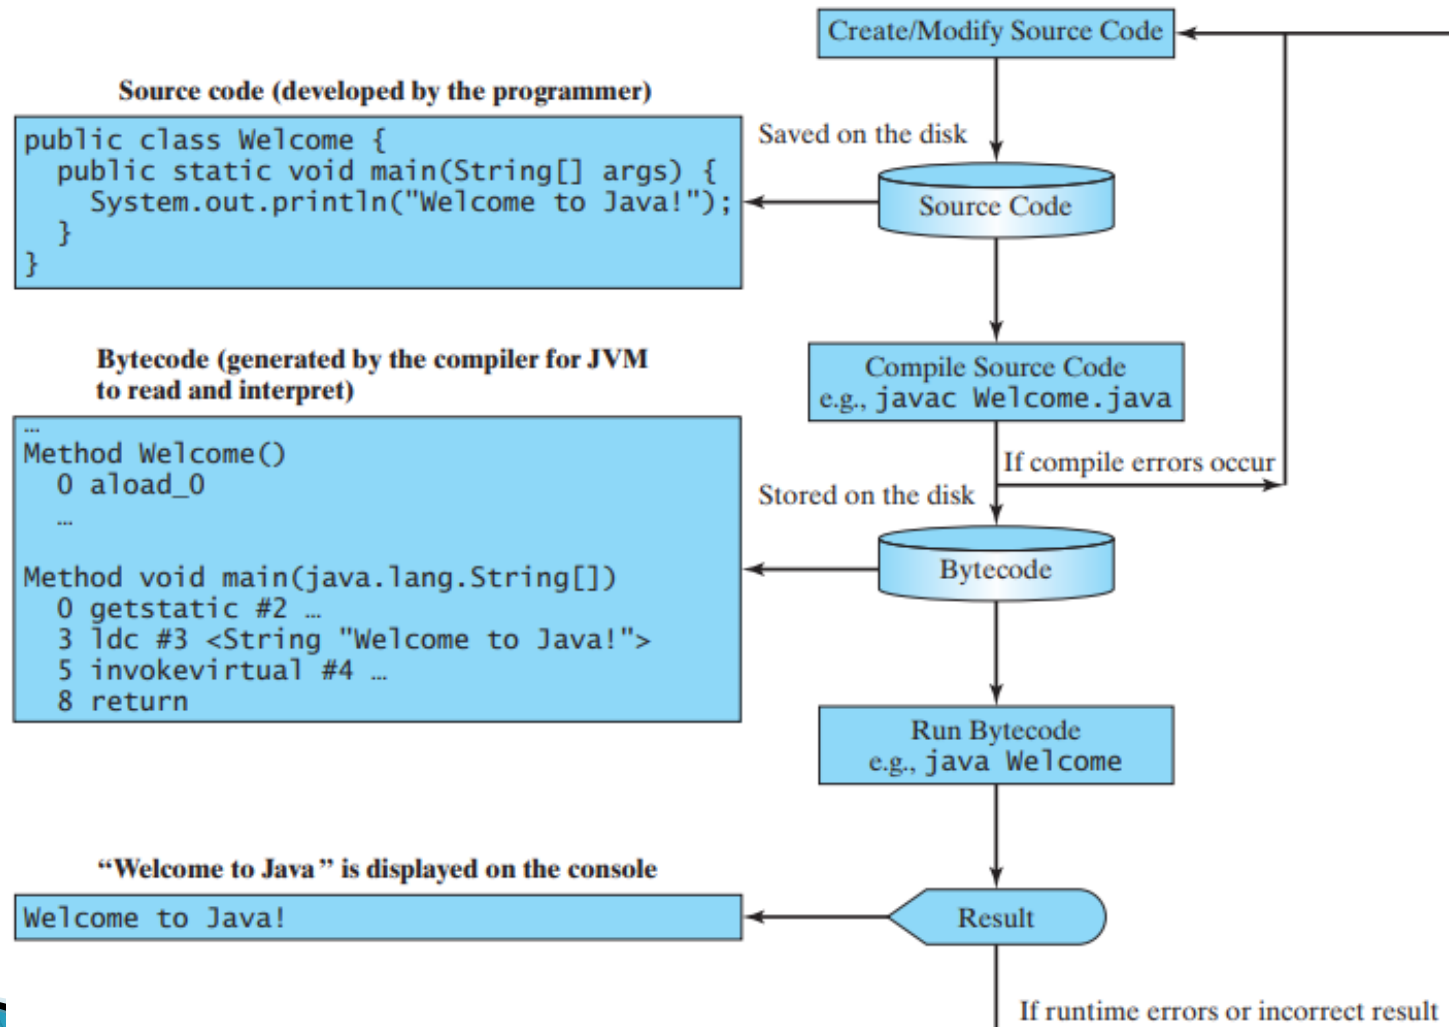 Create/Modify Source Code
Source code (developed by the programmer)
public class Welcome {
  public static void main(String[] args) {
    System.out.println("Welcome to Java!");
  }
}
Saved on the disk
Source Code
Compile Source Code
e.g., javac Welcome.java
If compile errors occur
Bytecode (generated by the compiler for JVM
to read and interpret)
…
Method Welcome()
  0 aload_0
  …
Method void main(java.lang.String[])
  0 getstatic #2 …
  3 ldc #3 <String "Welcome to Java!">
  5 invokevirtual #4 …
  8 return
Stored on the disk
Bytecode
Run Bytecode
e.g., java Welcome
“Welcome to Java” is displayed on the console
Welcome to Java!
Result
If runtime errors or incorrect result